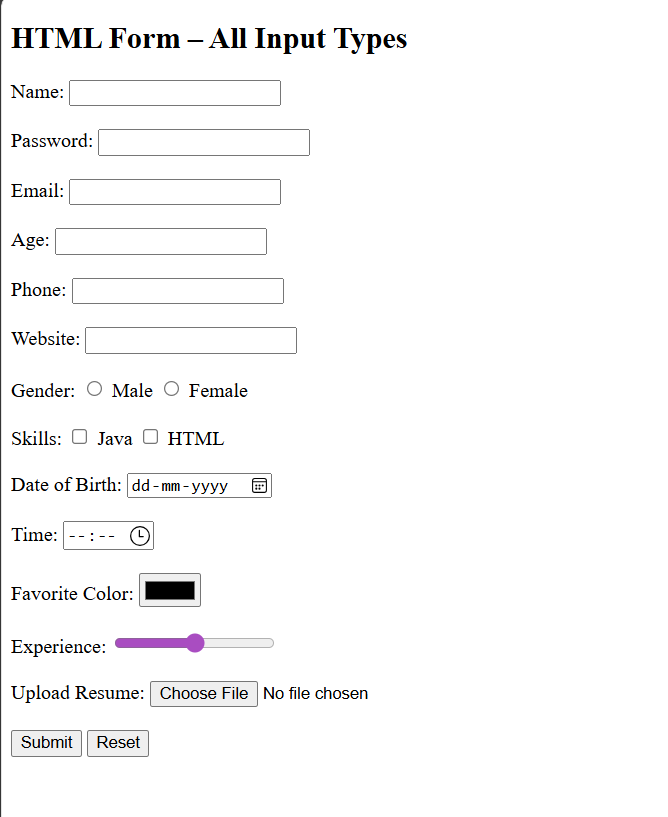 HTML Form – All Input Types
Name:
Password:
Email:
Age:
Phone:
Website:
Gender: Male Female
Skills: Java HTML
Date of Birth: dd-mm-yyyy
Time: --:--
Favorite Color:
Experience:
Upload Resume: Choose File No file chosen
Submit Reset